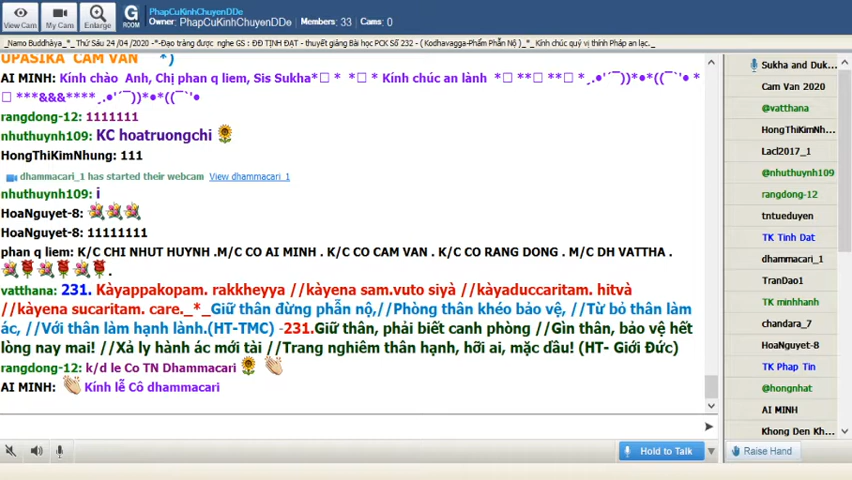 View Cam
My Cam
Enlarge
G
ROOM
PhapCuKinhChuyenDDe
Owner: PhapCuKinhChuyenDDe Members: 33 Cams: 0
_Namo Buddhàya_*_ Thứ Sáu 24 /04 /2020 -*-Đạo tràng được nghe GS : ĐĐ TỊNH ĐẠT - thuyết giảng Bài học PCK Số 232 - ( Kodhavagga-Phẩm Phẫn Nộ )_*_ Kính chúc quý vị thính Pháp an lạc._
UPASIKA CAM VAN *)
AI MINH: Kính chào Anh, Chị phan q liem, Sis Sukha*□ * *□ * Kính chúc an lành *□ **□ **□ *¸.•'´¯))*•*((¯`'• *
□ ***&&&****¸.•'´¯))*•*((¯`'•
rangdong-12: 1111111
nhuthuynh109: KC hoatruongchi
HongThiKimNhung: 111
dhammacari_1 has started their webcam View dhammacari_1
nhuthuynh109: i
HoaNguyet-8:
HoaNguyet-8: 11111111
phan q liem: K/C CHI NHUT HUYNH .M/C CO AI MINH . K/C CO CAM VAN . K/C CO RANG DONG . M/C DH VATTHA .
.
vatthana: 231. Kàyappakopam. rakkheyya //kàyena sam.vuto siyà //kàyaduccaritam. hitvà
//kàyena sucaritam. care._*_Giữ thân đừng phẫn nộ,//Phòng thân khéo bảo vệ, //Từ bỏ thân làm
ác, //Với thân làm hạnh lành.(HT-TMC) -231.Giữ thân, phải biết canh phòng //Gìn thân, bảo vệ hết
lòng nay mai! //Xả ly hành ác mới tài //Trang nghiêm thân hạnh, hỡi ai, mặc dầu! (HT- Giới Đức)
rangdong-12: k/d le Co TN Dhammacari
AI MINH: Kính lễ Cô dhammacari
Sukha and Duk...
Cam Van 2020
@vatthana
HongThiKimNh...
Lacl2017_1
@nhuthuynh109
rangdong-12
tntueduyen
TK Tinh Dat
dhammacari_1
TranDao1
TK minhhanh
chandara_7
HoaNguyet-8
TK Phap Tin
@hongnhat
AI MINH
Khong Den Kh...
Hold to Talk
Raise Hand